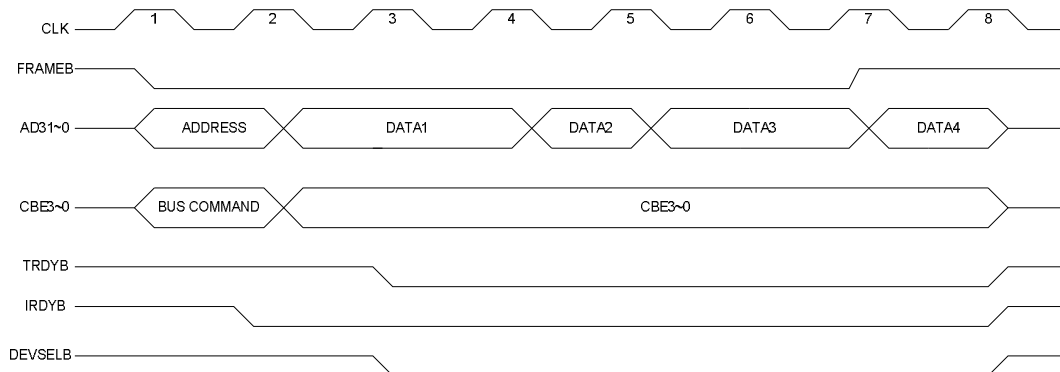 CLK 1 2 3 4 5 6 7 8
FRAMEB
AD31~0 ADDRESS DATA1 DATA2 DATA3 DATA4
CBE3~0 BUS COMMAND CBE3~0
TRDYB
IRDYB
DEVSELB